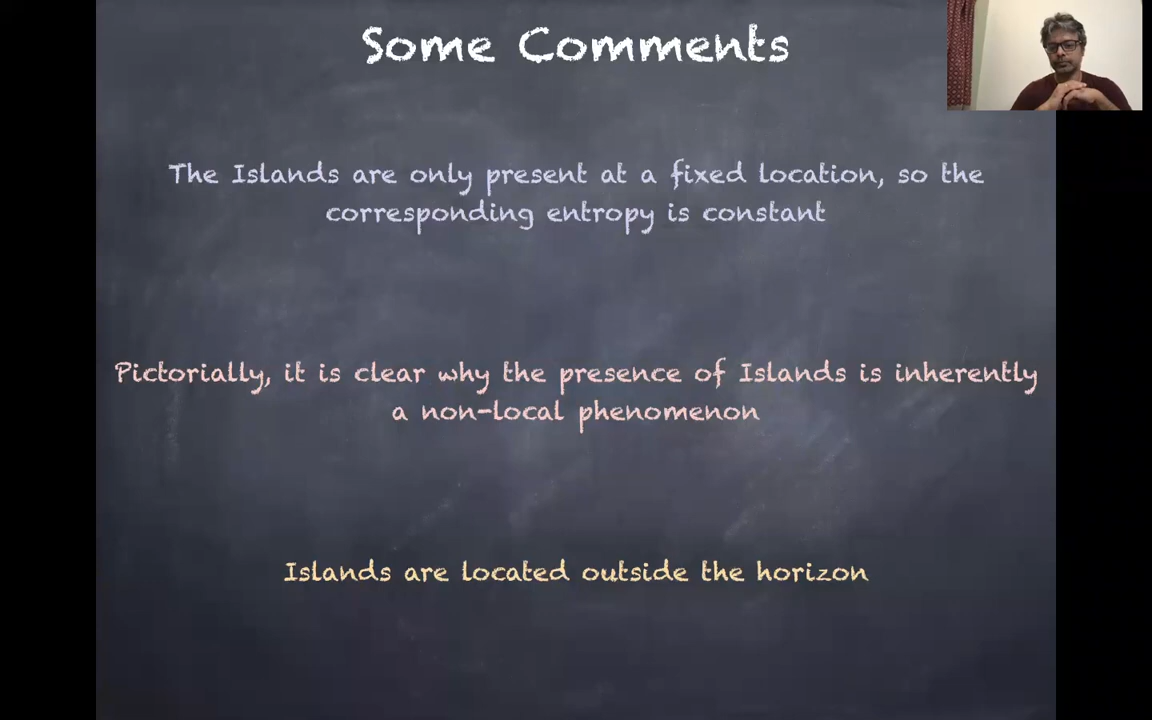 Some Comments
The Islands are only present at a fixed location, so the
corresponding entropy is constant
Pictorially, it is clear why the presence of Islands is inherently
a non-local phenomenon
Islands are located outside the horizon